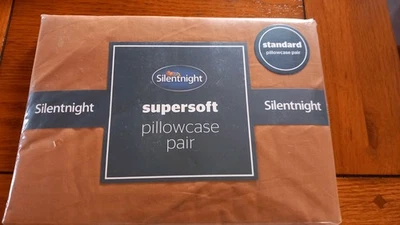 standard
pillowcase pair
Silentnight
Silentnight
supersoft
Silentnight
pillowcase
pair